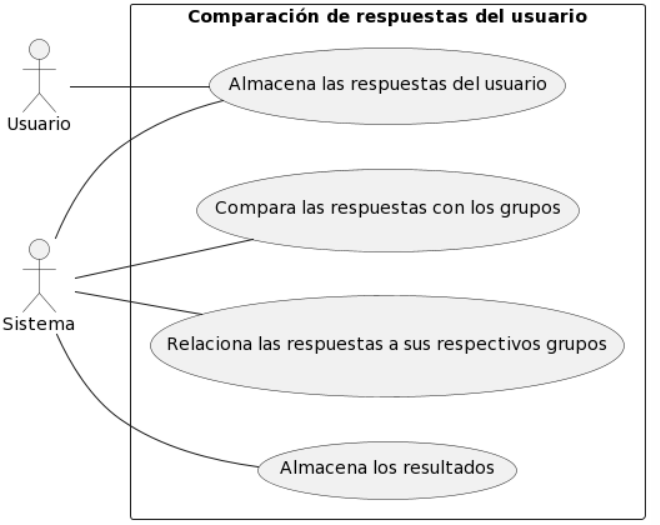 Comparación de respuestas del usuario
Almacena las respuestas del usuario
Usuario
Compara las respuestas con los grupos
Sistema
Relaciona las respuestas a sus respectivos grupos
Almacena los resultados